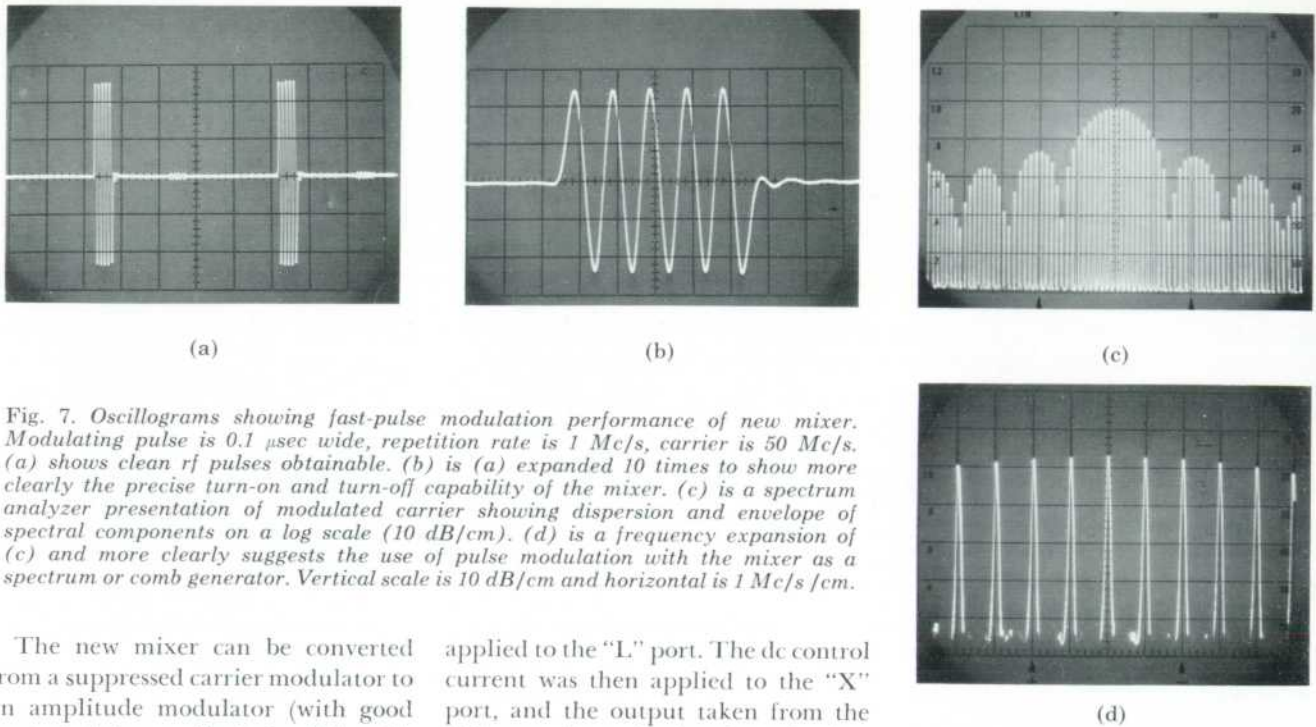 (a)
(b)
(c)
Fig. 7. Oscillograms showing fast-pulse modulation performance of new mixer.
Modulating pulse is 0.1 μsec wide, repetition rate is 1 Mc/s, carrier is 50 Mc/s.
(a) shows clean rf pulses obtainable. (b) is (a) expanded 10 times to show more
clearly the precise turn-on and turn-off capability of the mixer. (c) is a spectrum
analyzer presentation of modulated carrier showing dispersion and envelope of
spectral components on a log scale (10 dB/cm). (d) is a frequency expansion of
(c) and more clearly suggests the use of pulse modulation with the mixer as a
spectrum or comb generator. Vertical scale is 10 dB/cm and horizontal is 1 Mc/s /cm.
(d)
The new mixer can be converted
rom a suppressed carrier modulator to
n amplitude modulator (with good
applied to the “L” port. The dc control
current was then applied to the “X”
port, and the output taken from the